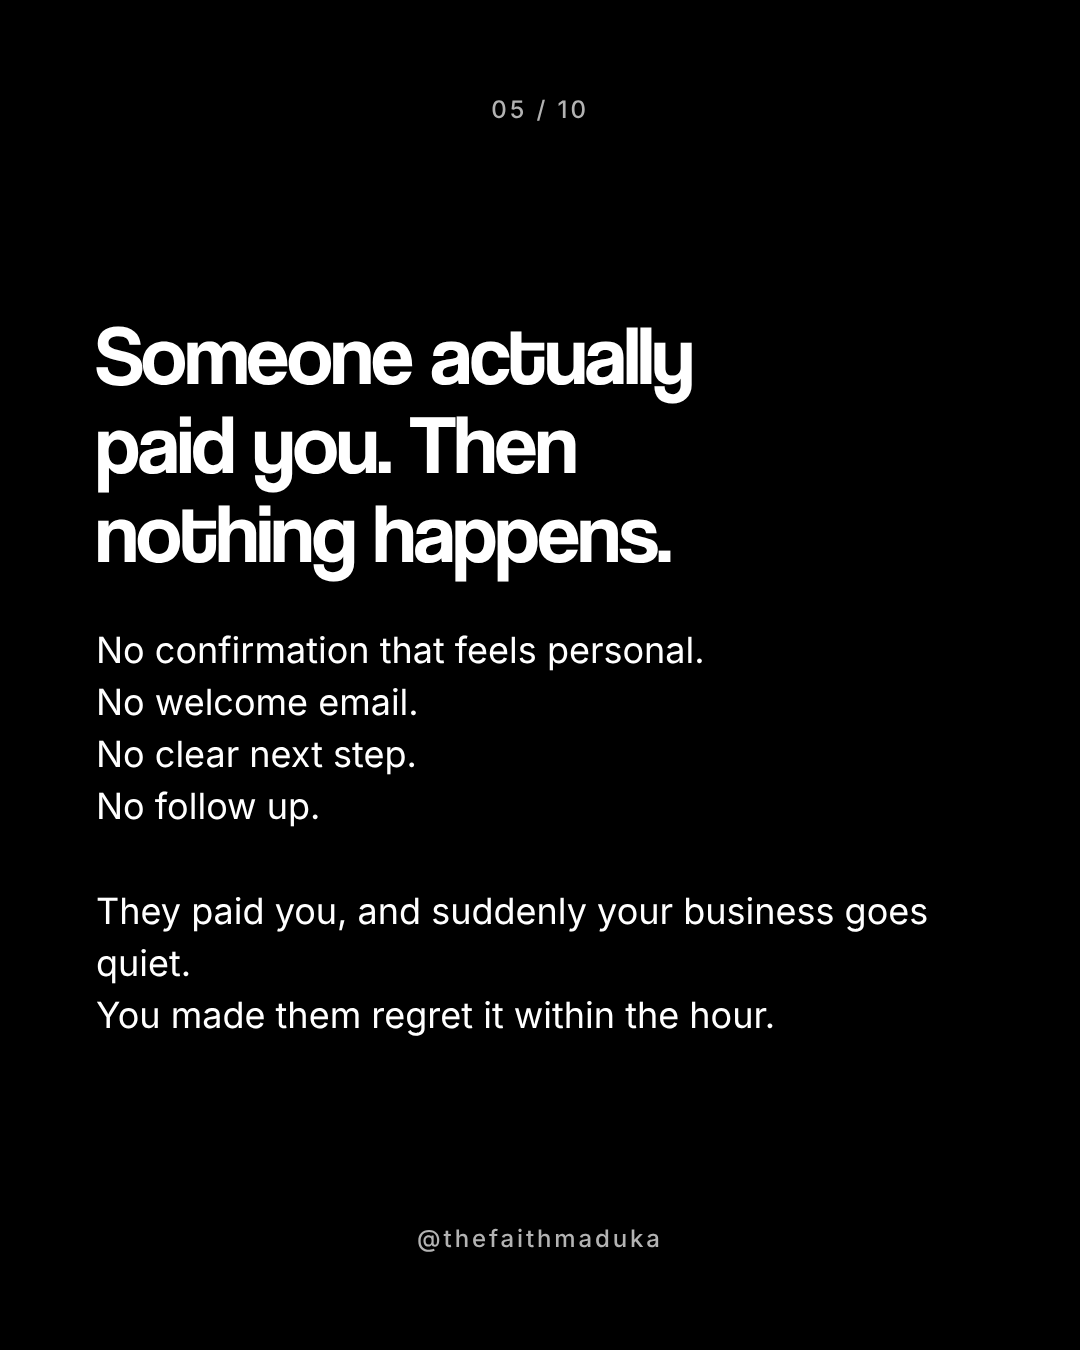 05 / 10
Someone actually
paid you. Then
nothing happens.
No confirmation that feels personal.
No welcome email.
No clear next step.
No follow up.
They paid you, and suddenly your business goes
quiet.
You made them regret it within the hour.
@thefaithmaduka